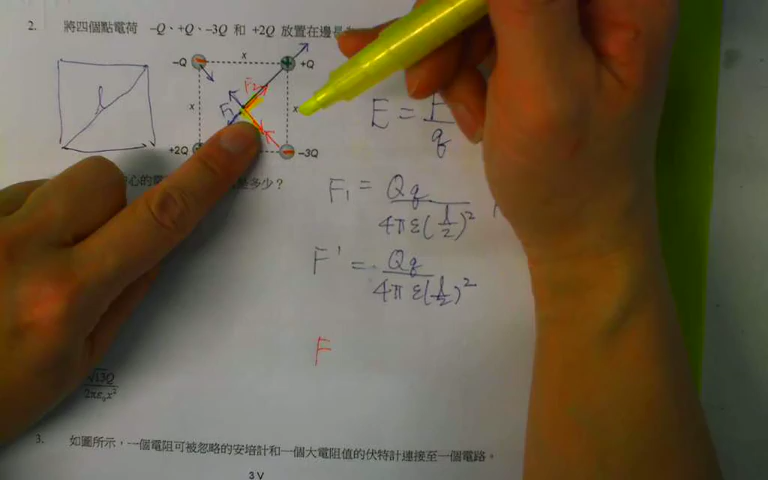 2. 將四個點電荷 –Q、+Q、–3Q 和 +2Q 放置在邊長
–Q x +Q
F₂
l F₁
x x
+2Q –3Q
心的
多少？
E =
q
F₁ = Qq
4πε(l/2)²
F' = Qq
4πε(l/2)²
F
√13Q
2πε₀x²
3. 如圖所示，一個電阻可被忽略的安培計和一個大電阻值的伏特計連接至一個電路。
3 V